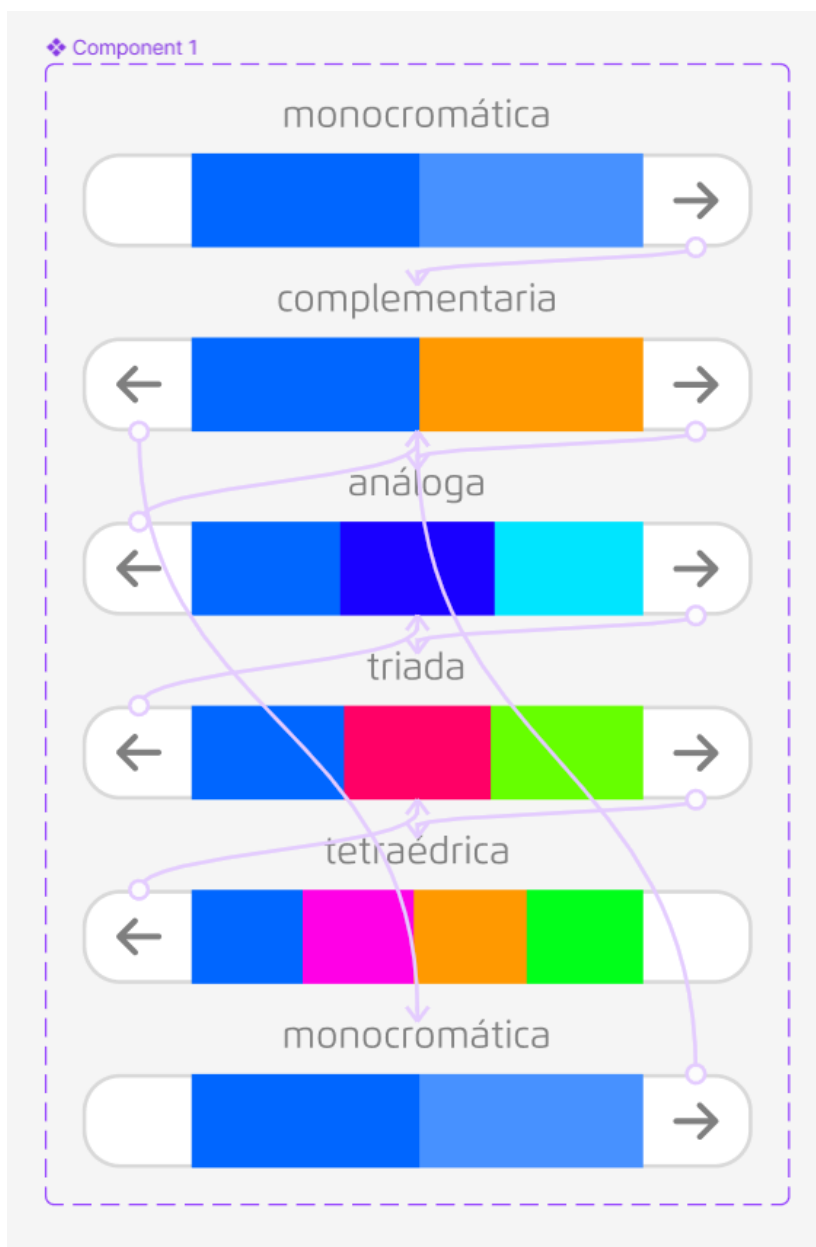 Component 1
monocromática
complementaria
análoga
triada
tetraédrica
monocromática